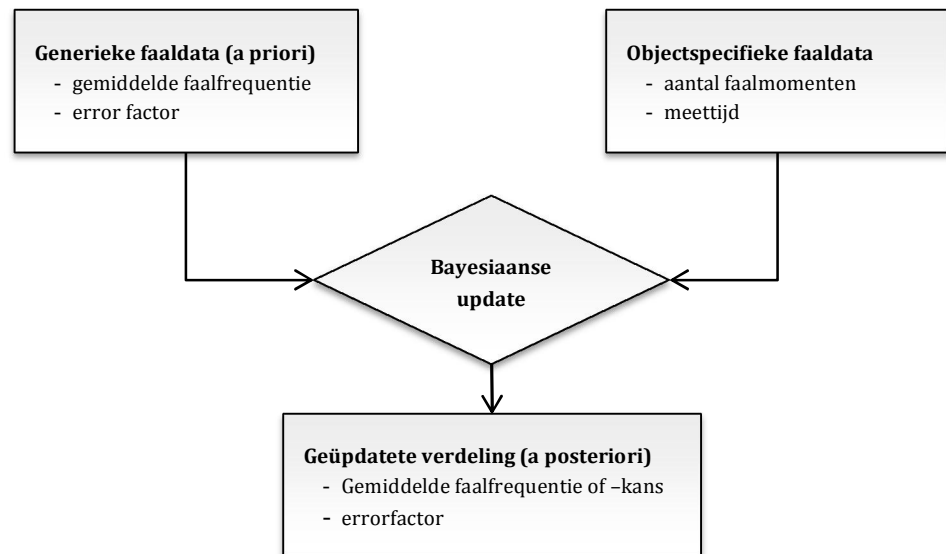 Generieke faaldata (a priori)
- gemiddelde faalfrequentie
- error factor
Objectspecifieke faaldata
- aantal faalmomenten
- meettijd
Bayesiaanse
update
Geüpdatete verdeling (a posteriori)
- Gemiddelde faalfrequentie of –kans
- errorfactor